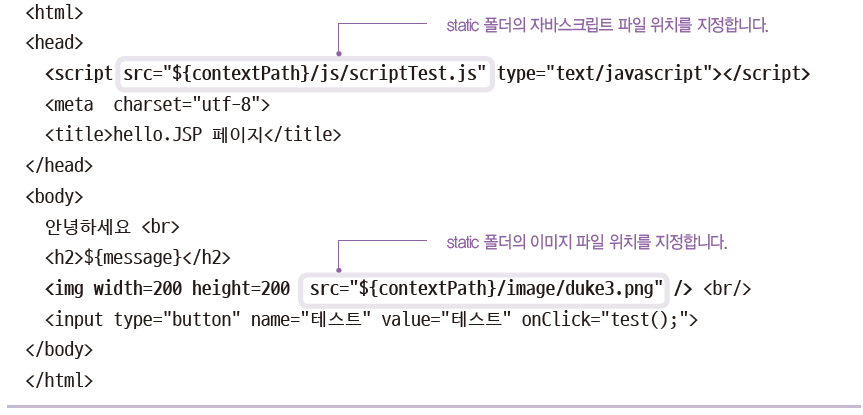 <html>
static 폴더의 자바스크립트 파일 위치를 지정합니다.
<head>
<script src="${contextPath}/js/scriptTest.js" type="text/javascript"></script>
<meta  charset="utf-8">
<title>hello.JSP 페이지</title>
</head>
<body>
안녕하세요 <br>
static 폴더의 이미지 파일 위치를 지정합니다.
<h2>${message}</h2>
<img width=200 height=200  src="${contextPath}/image/duke3.png" /> <br/>
<input type="button" name="테스트" value="테스트" onClick="test();">
</body>
</html>